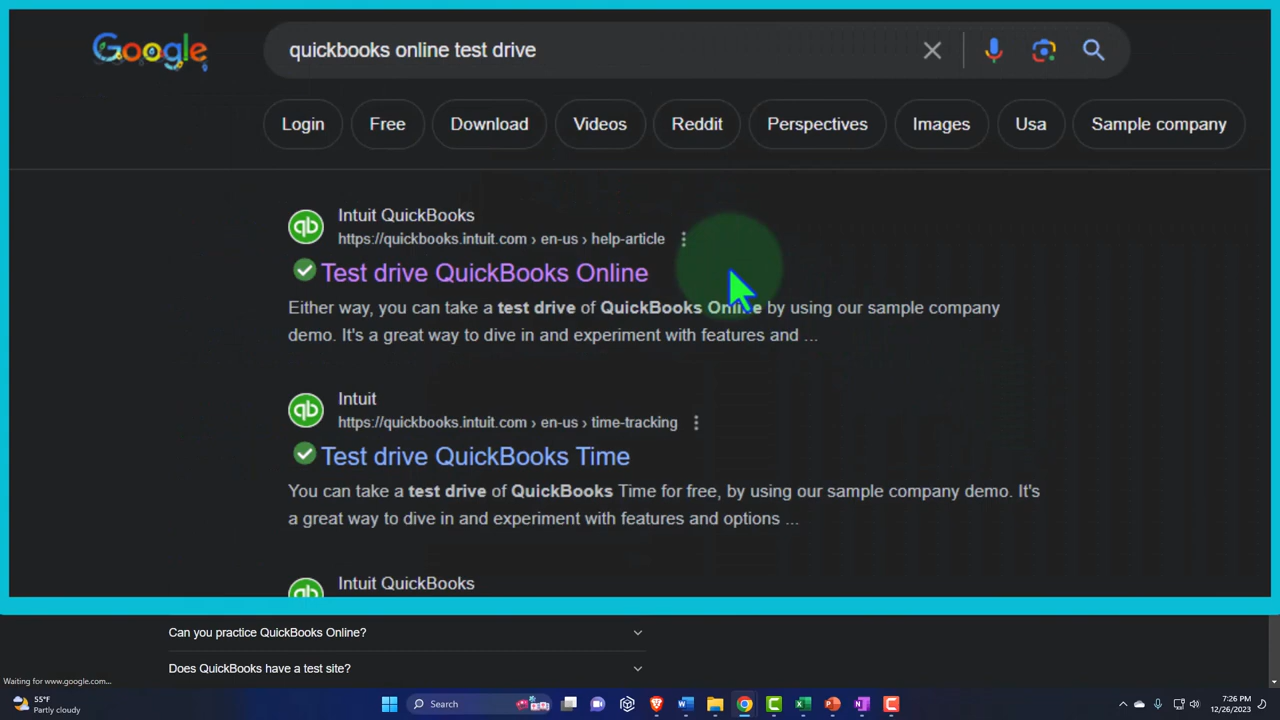 Google
quickbooks online test drive
Login
Free
Download
Videos
Reddit
Perspectives
Images
Usa
Sample company
qb
Intuit QuickBooks
https://quickbooks.intuit.com › en-us › help-article
Test drive QuickBooks Online
Either way, you can take a test drive of QuickBooks Online by using our sample company
demo. It's a great way to dive in and experiment with features and ...
qb
Intuit
https://quickbooks.intuit.com › en-us › time-tracking
Test drive QuickBooks Time
You can take a test drive of QuickBooks Time for free, by using our sample company demo. It's
a great way to dive in and experiment with features and options ...
Intuit QuickBooks
Can you practice QuickBooks Online?
Does QuickBooks have a test site?
Waiting for www.google.com...
55°F
Partly cloudy
Search
7:26 PM
12/26/2023